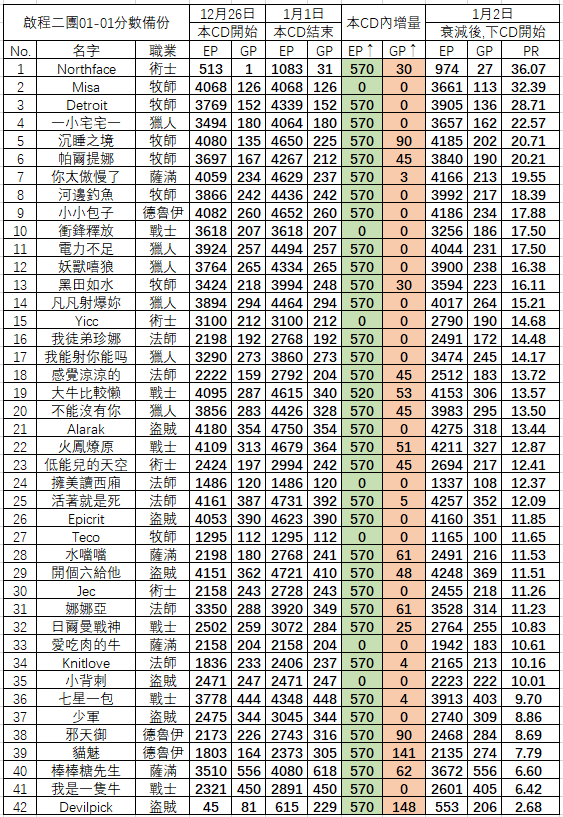 啟程二團01-01分數備份 12月26日 1月1日 本CD內增量 1月2日
本CD開始 本CD結束 衰減後,下CD開始
No. 名字 職業 EP GP EP GP EP↑ GP↑ EP GP PR
1 Northface 術士 513 1 1083 31 570 30 974 27 36.07
2 Misa 牧師 4068 126 4068 126 0 0 3661 113 32.39
3 Detroit 牧師 3769 152 4339 152 570 0 3905 136 28.71
4 一小宅宅一 獵人 3494 180 4064 180 570 0 3657 162 22.57
5 沉睡之境 牧師 4080 135 4650 225 570 90 4185 202 20.71
6 帕爾提娜 牧師 3697 167 4267 212 570 45 3840 190 20.21
7 你太傲慢了 薩滿 4059 234 4629 237 570 3 4166 213 19.55
8 河邊釣魚 牧師 3866 242 4436 242 570 0 3992 217 18.39
9 小小包子 德魯伊 4082 260 4652 260 570 0 4186 234 17.88
10 衝鋒釋放 戰士 3618 207 3618 207 0 0 3256 186 17.50
11 電力不足 獵人 3924 257 4494 257 570 0 4044 231 17.50
12 妖獸嘻狼 獵人 3764 265 4334 265 570 0 3900 238 16.38
13 黑田如水 牧師 3424 218 3994 248 570 30 3594 223 16.11
14 凡凡射爆妳 獵人 3894 294 4464 294 570 0 4017 264 15.21
15 Yicc 術士 3100 212 3100 212 0 0 2790 190 14.68
16 我徒弟珍娜 法師 2198 192 2768 192 570 0 2491 172 14.48
17 我能射你能吗 獵人 3290 273 3860 273 570 0 3474 245 14.17
18 感覺涼涼的 法師 2222 159 2792 204 570 45 2512 183 13.72
19 大牛比較懶 戰士 4095 287 4615 340 520 53 4153 306 13.57
20 不能沒有你 獵人 3856 283 4426 328 570 45 3983 295 13.50
21 Alarak 盜賊 4180 354 4750 354 570 0 4275 318 13.44
22 火鳳燎原 戰士 4109 313 4679 364 570 51 4211 327 12.87
23 低能兒的天空 術士 2424 197 2994 242 570 45 2694 217 12.41
24 擁美讀西廂 法師 1486 120 1486 120 0 0 1337 108 12.37
25 活著就是死 法師 4161 387 4731 392 570 5 4257 352 12.09
26 Epicrit 盜賊 4053 390 4623 390 570 0 4160 351 11.85
27 Teco 牧師 1295 112 1295 112 0 0 1165 100 11.65
28 水噹噹 薩滿 2198 180 2768 241 570 61 2491 216 11.53
29 開個六給他 盜賊 4151 362 4721 410 570 48 4248 369 11.51
30 Jec 術士 2158 243 2728 243 570 0 2455 218 11.26
31 娜娜亞 法師 3350 288 3920 349 570 61 3528 314 11.23
32 日爾曼戰神 戰士 2502 259 3072 284 570 25 2764 255 10.83
33 愛吃肉的牛 薩滿 2158 204 2158 204 0 0 1942 183 10.61
34 Knitlove 法師 1836 233 2406 237 570 4 2165 213 10.16
35 小背刺 盜賊 2471 247 2471 247 0 0 2223 222 10.01
36 七星一包 戰士 3778 444 4348 448 570 4 3913 403 9.70
37 少軍 盜賊 2475 344 3045 344 570 0 2740 309 8.86
38 邪天御 德魯伊 2173 226 2743 316 570 90 2468 284 8.69
39 貓魅 德魯伊 1803 164 2373 305 570 141 2135 274 7.79
40 棒棒糖先生 薩滿 3510 556 4080 618 570 62 3672 556 6.60
41 我是一隻牛 戰士 2321 450 2891 450 570 0 2601 405 6.42
42 Devilpick 盜賊 45 81 615 229 570 148 553 206 2.68